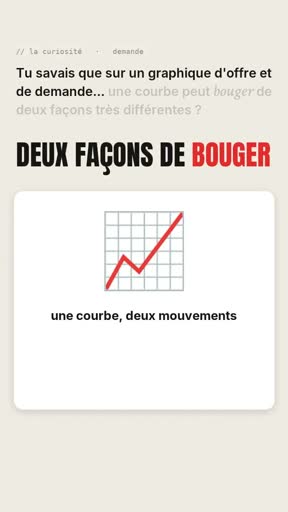 // la curiosité · demande
Tu savais que sur un graphique d'offre et
de demande... une courbe peut bouger de
deux façons très différentes ?
DEUX FAÇONS DE BOUGER
une courbe, deux mouvements